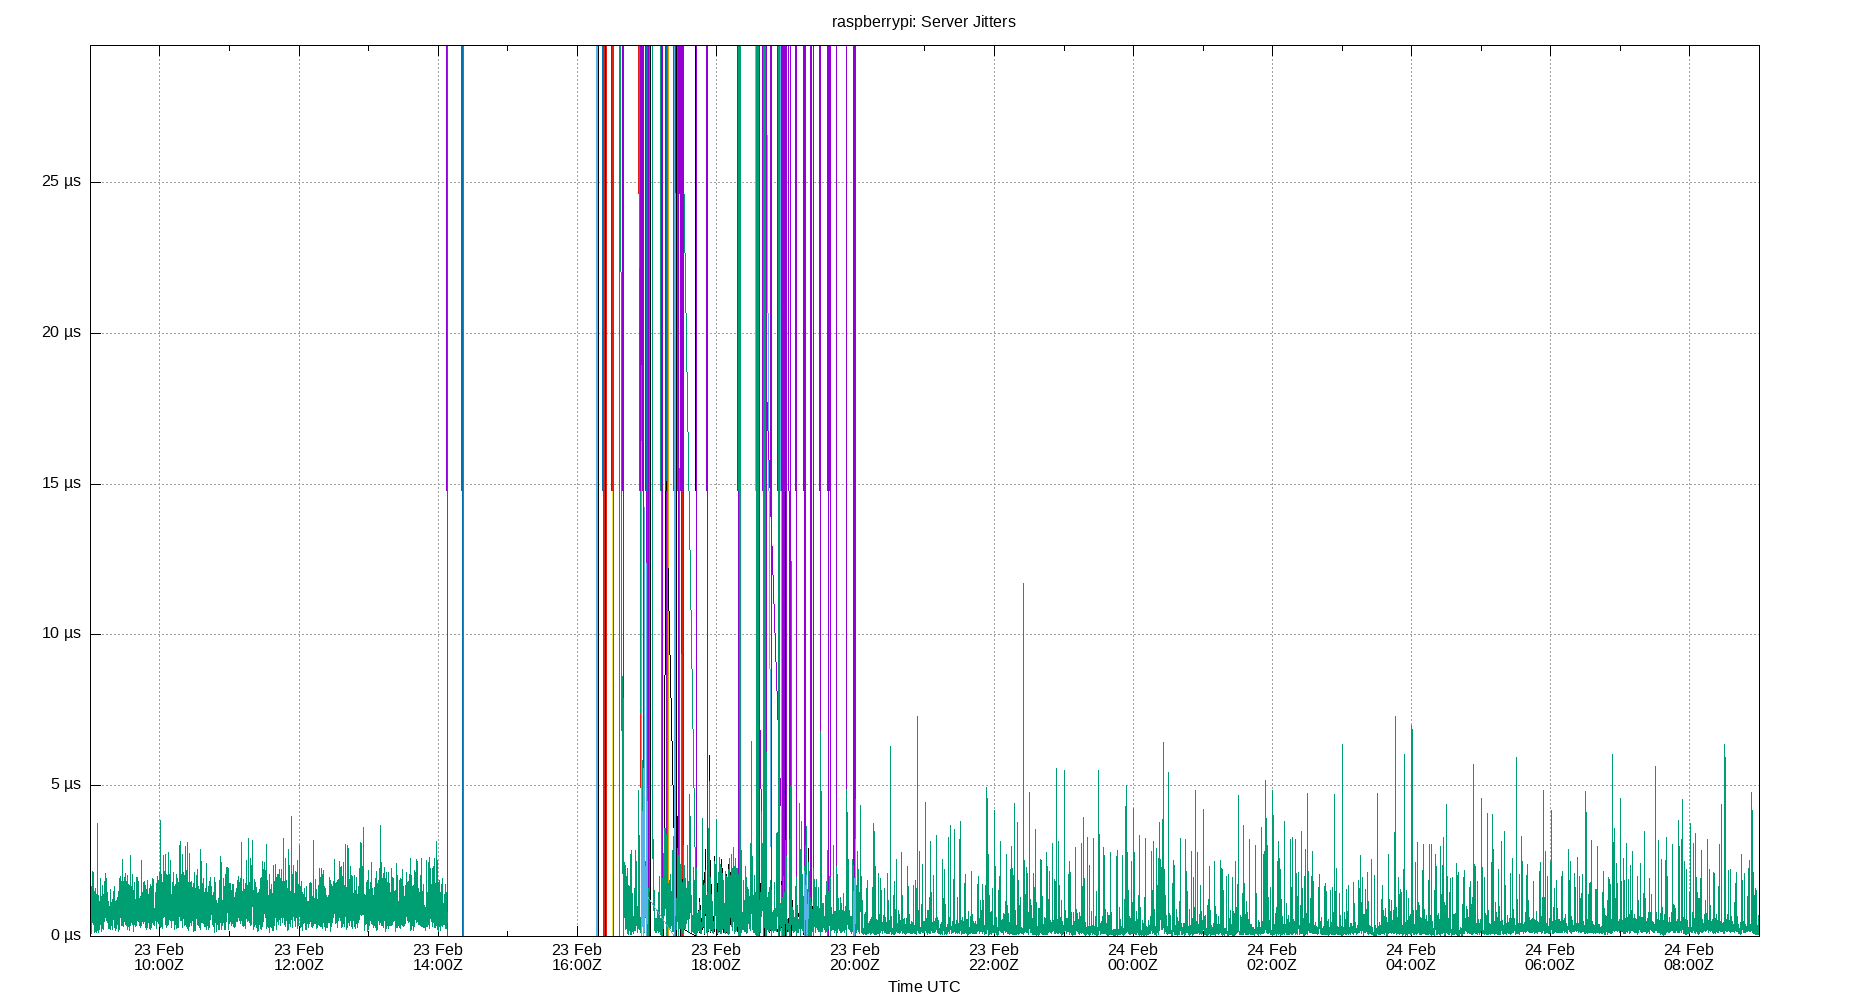 raspberrypi: Server Jitters
25 µs
20 µs
15 µs
10 µs
5 µs
0 µs
23 Feb 23 Feb 23 Feb 23 Feb 23 Feb 23 Feb 23 Feb 24 Feb 24 Feb 24 Feb 24 Feb 24 Feb
10:00Z 12:00Z 14:00Z 16:00Z 18:00Z 20:00Z 22:00Z 00:00Z 02:00Z 04:00Z 06:00Z 08:00Z
Time UTC